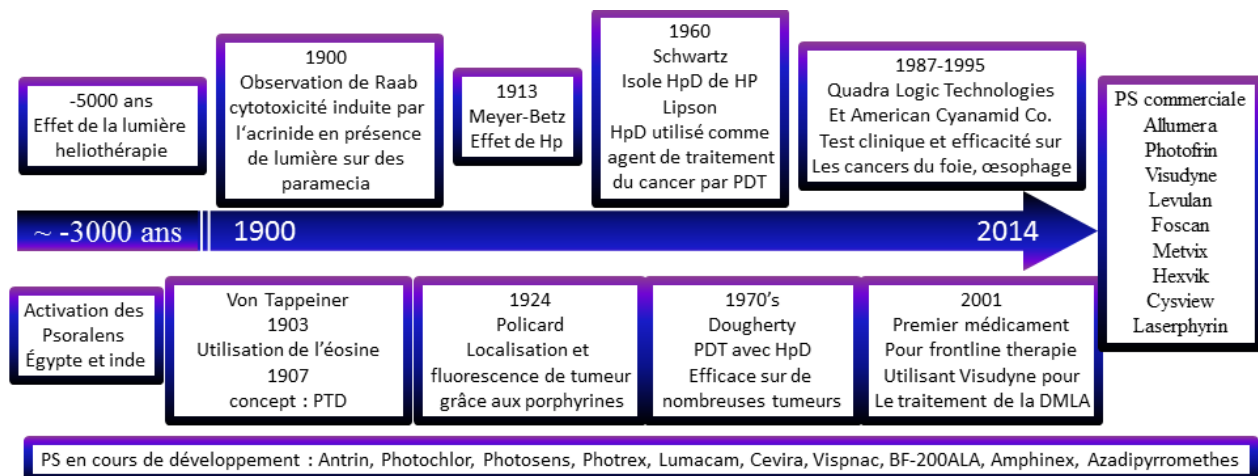 -5000 ans
Effet de la lumière
heliothérapie
1900
Observation de Raab
cytotoxicité induite par
l'acrinide en présence
de lumière sur des
paramecia
1913
Meyer-Betz
Effet de Hp
1960
Schwartz
Isole HpD de HP
Lipson
HpD utilisé comme
agent de traitement
du cancer par PDT
1987-1995
Quadra Logic Technologies
Et American Cyanamid Co.
Test clinique et efficacité sur
Les cancers du foie, œsophage
PS commerciale
Allumera
Photofrin
Visudyne
Levulan
Foscan
Metvix
Hexvik
Cysview
Laserphyrin
~ -3000 ans
1900
2014
Activation des
Psoralens
Égypte et inde
Von Tappeiner
1903
Utilisation de l'éosine
1907
concept : PTD
1924
Policard
Localisation et
fluorescence de tumeur
grâce aux porphyrines
1970's
Dougherty
PDT avec HpD
Efficace sur de
nombreuses tumeurs
2001
Premier médicament
Pour frontline therapie
Utilisant Visudyne pour
Le traitement de la DMLA
PS en cours de développement : Antrin, Photochlor, Photosens, Photrex, Lumacam, Cevira, Vispnac, BF-200ALA, Amphinex, Azadipyrromethes